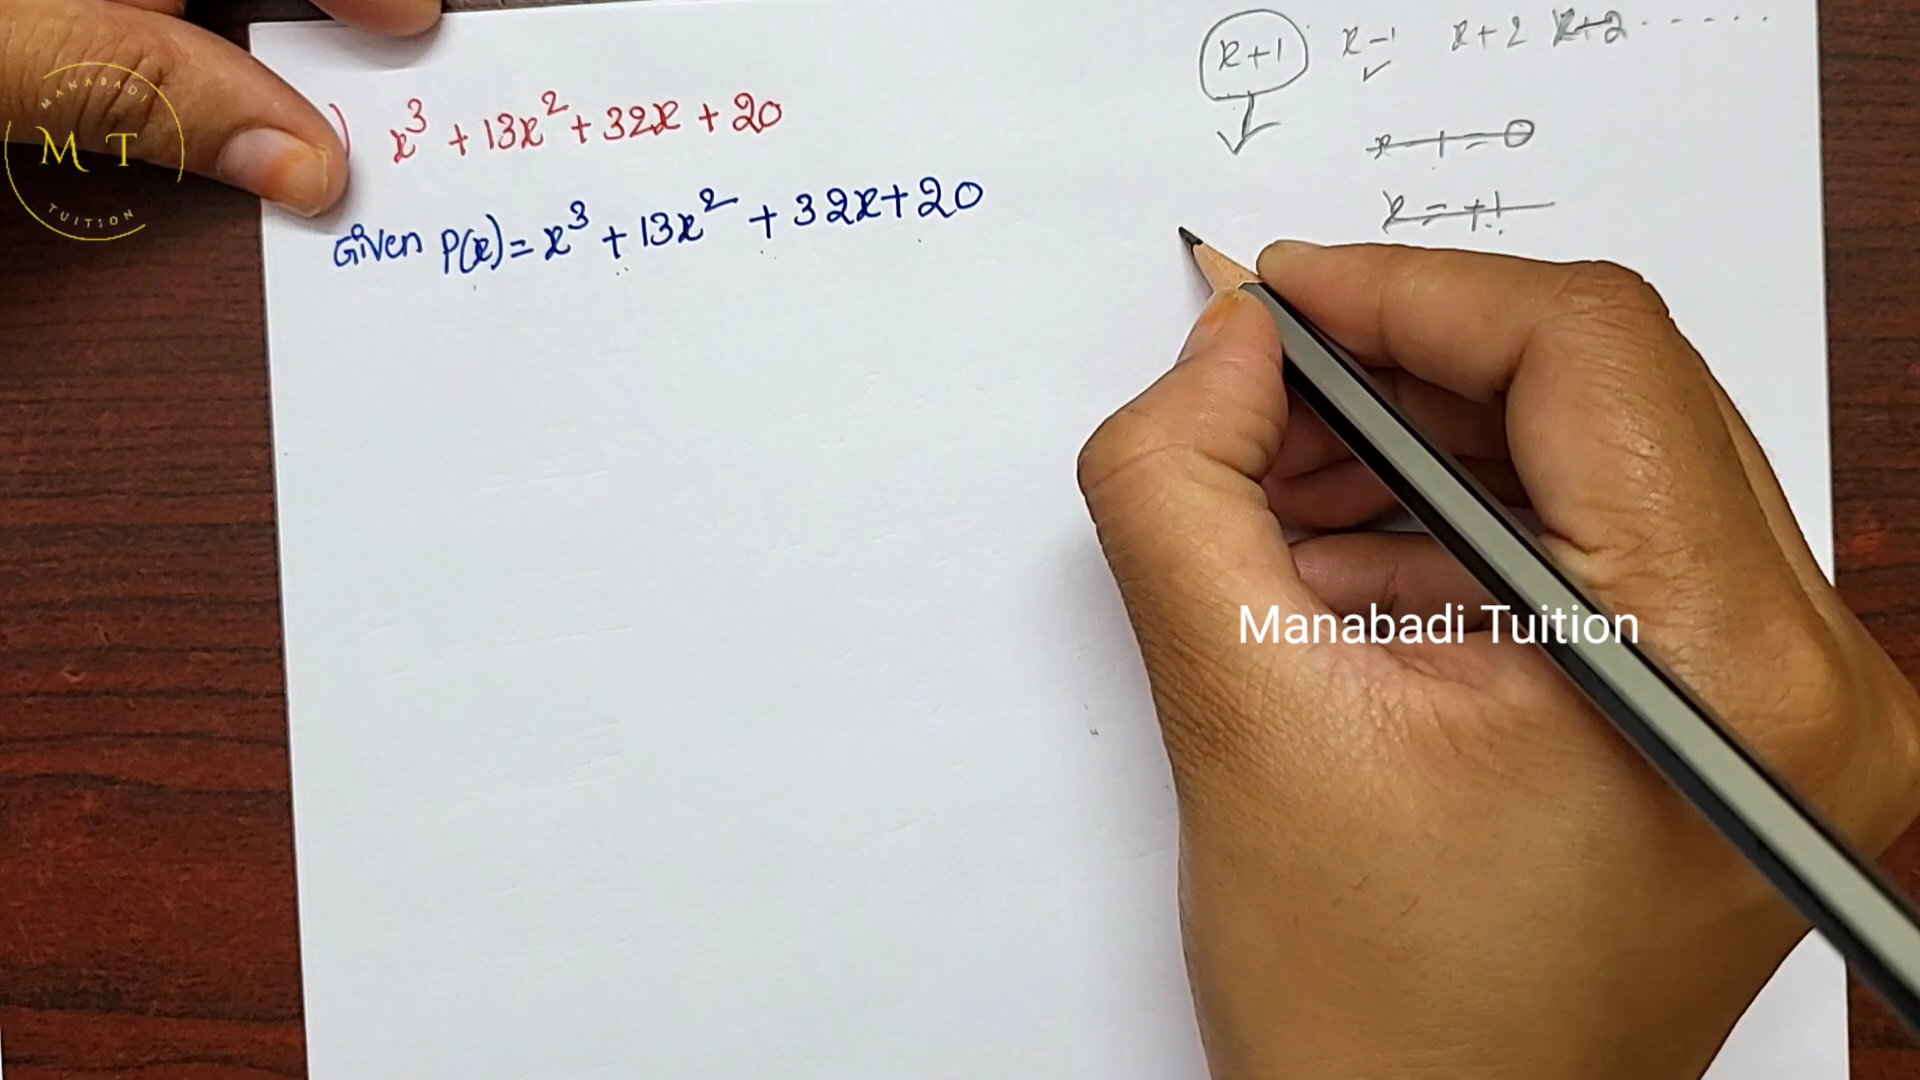 MANABADI
M T
TUITION
) x³ + 13x² + 32x + 20
Given P(x) = x³ + 13x² + 32x + 20
x+1 x-1 x+2 x+2 ......
x-1=0
x=+1
Manabadi Tuition